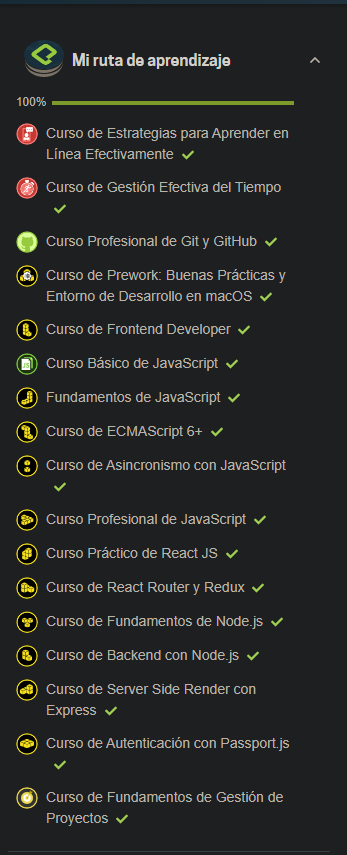 Mi ruta de aprendizaje
100%
Curso de Estrategias para Aprender en
Línea Efectivamente
Curso de Gestión Efectiva del Tiempo
Curso Profesional de Git y GitHub
Curso de Prework: Buenas Prácticas y
Entorno de Desarrollo en macOS
Curso de Frontend Developer
Curso Básico de JavaScript
Fundamentos de JavaScript
Curso de ECMAScript 6+
Curso de Asincronismo con JavaScript
Curso Profesional de JavaScript
Curso Práctico de React JS
Curso de React Router y Redux
Curso de Fundamentos de Node.js
Curso de Backend con Node.js
Curso de Server Side Render con
Express
Curso de Autenticación con Passport.js
Curso de Fundamentos de Gestión de
Proyectos